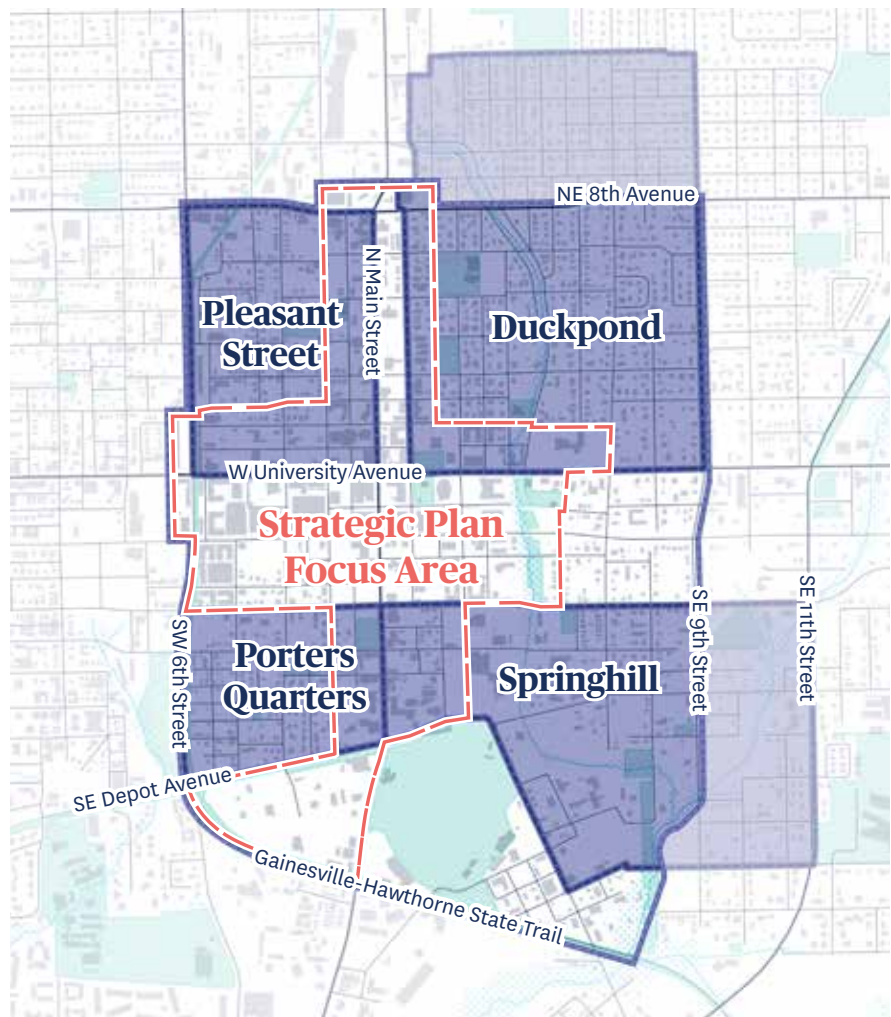 NE 8th Avenue
N Main Street
Pleasant
Street
Duckpond
W University Avenue
Strategic Plan
Focus Area
SW 6th Street
Porters
Quarters
Springhill
SE 9th Street
SE 11th Street
SE Depot Avenue
Gainesville-Hawthorne State Trail